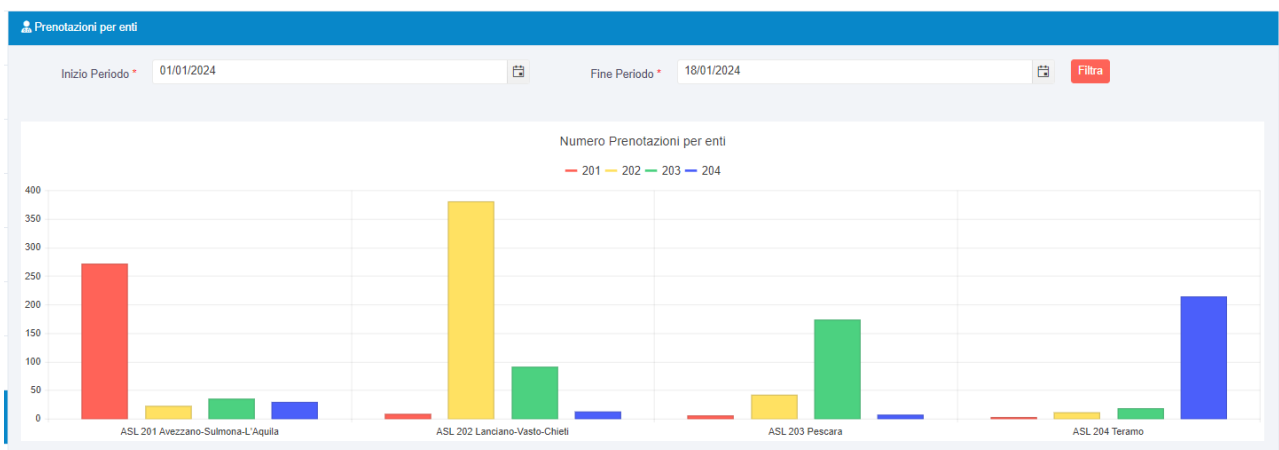 Prenotazioni per enti
Inizio Periodo * 01/01/2024 Fine Periodo * 18/01/2024 Filtra
Numero Prenotazioni per enti
201 202 203 204
400
350
300
250
200
150
100
50
0
ASL 201 Avezzano-Sulmona-L'Aquila ASL 202 Lanciano-Vasto-Chieti ASL 203 Pescara ASL 204 Teramo